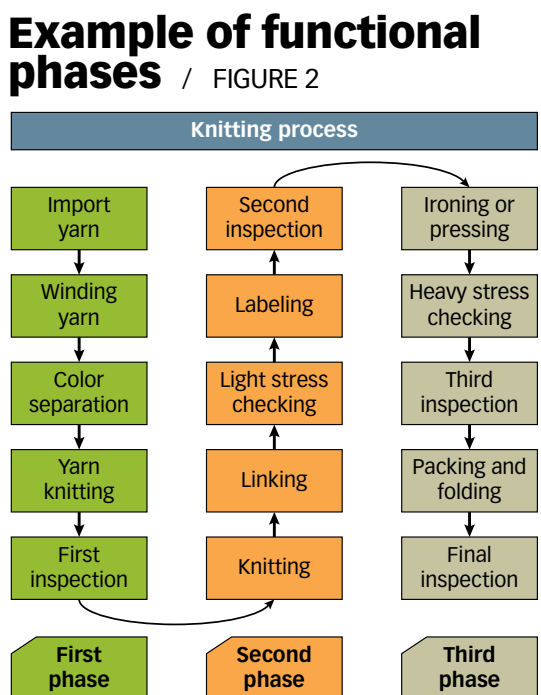 Example of functional
phases / FIGURE 2
Knitting process
Import
yarn
Winding
yarn
Color
separation
Yarn
knitting
First
inspection
First
phase
Second
inspection
Labeling
Light stress
checking
Linking
Knitting
Second
phase
Ironing or
pressing
Heavy stress
checking
Third
inspection
Packing and
folding
Final
inspection
Third
phase